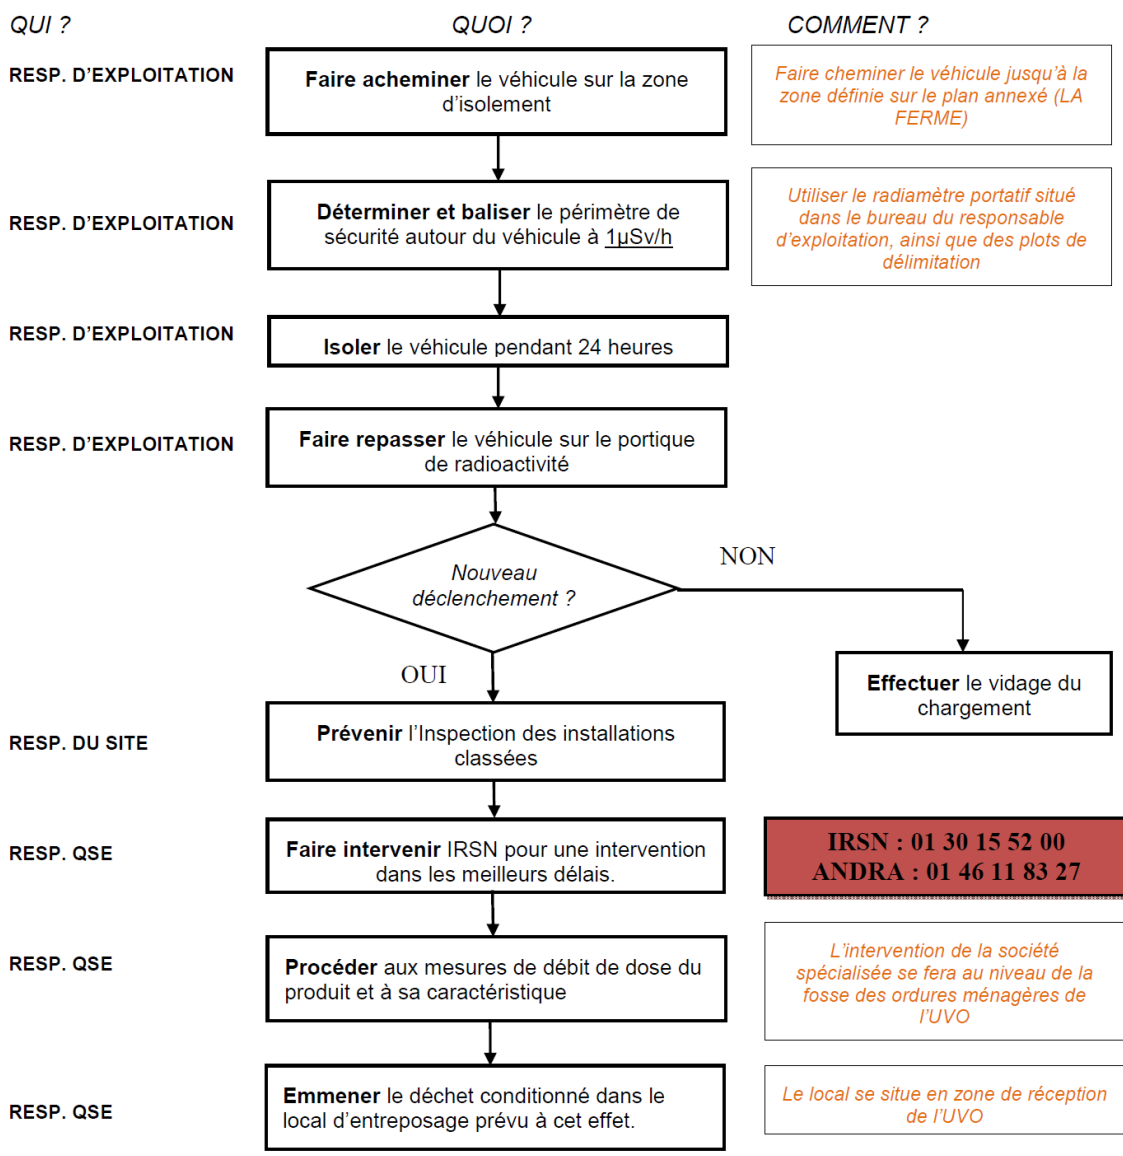 QUI ?
QUOI ?
COMMENT ?
RESP. D'EXPLOITATION
Faire acheminer le véhicule sur la zone
d'isolement
Faire cheminer le véhicule jusqu'à la
zone définie sur le plan annexé (LA
FERME)
RESP. D'EXPLOITATION
Déterminer et baliser le périmètre de
sécurité autour du véhicule à 1µSv/h
Utiliser le radiamètre portatif situé
dans le bureau du responsable
d'exploitation, ainsi que des plots de
délimitation
RESP. D'EXPLOITATION
Isoler le véhicule pendant 24 heures
RESP. D'EXPLOITATION
Faire repasser le véhicule sur le portique
de radioactivité
Nouveau
déclenchement ?
NON
OUI
Effectuer le vidage du
chargement
RESP. DU SITE
Prévenir l'Inspection des installations
classées
RESP. QSE
Faire intervenir IRSN pour une intervention
dans les meilleurs délais.
IRSN : 01 30 15 52 00
ANDRA : 01 46 11 83 27
RESP. QSE
Procéder aux mesures de débit de dose du
produit et à sa caractéristique
L'intervention de la société
spécialisée se fera au niveau de la
fosse des ordures ménagères de
l'UVO
RESP. QSE
Emmener le déchet conditionné dans le
local d'entreposage prévu à cet effet.
Le local se situe en zone de réception
de l'UVO